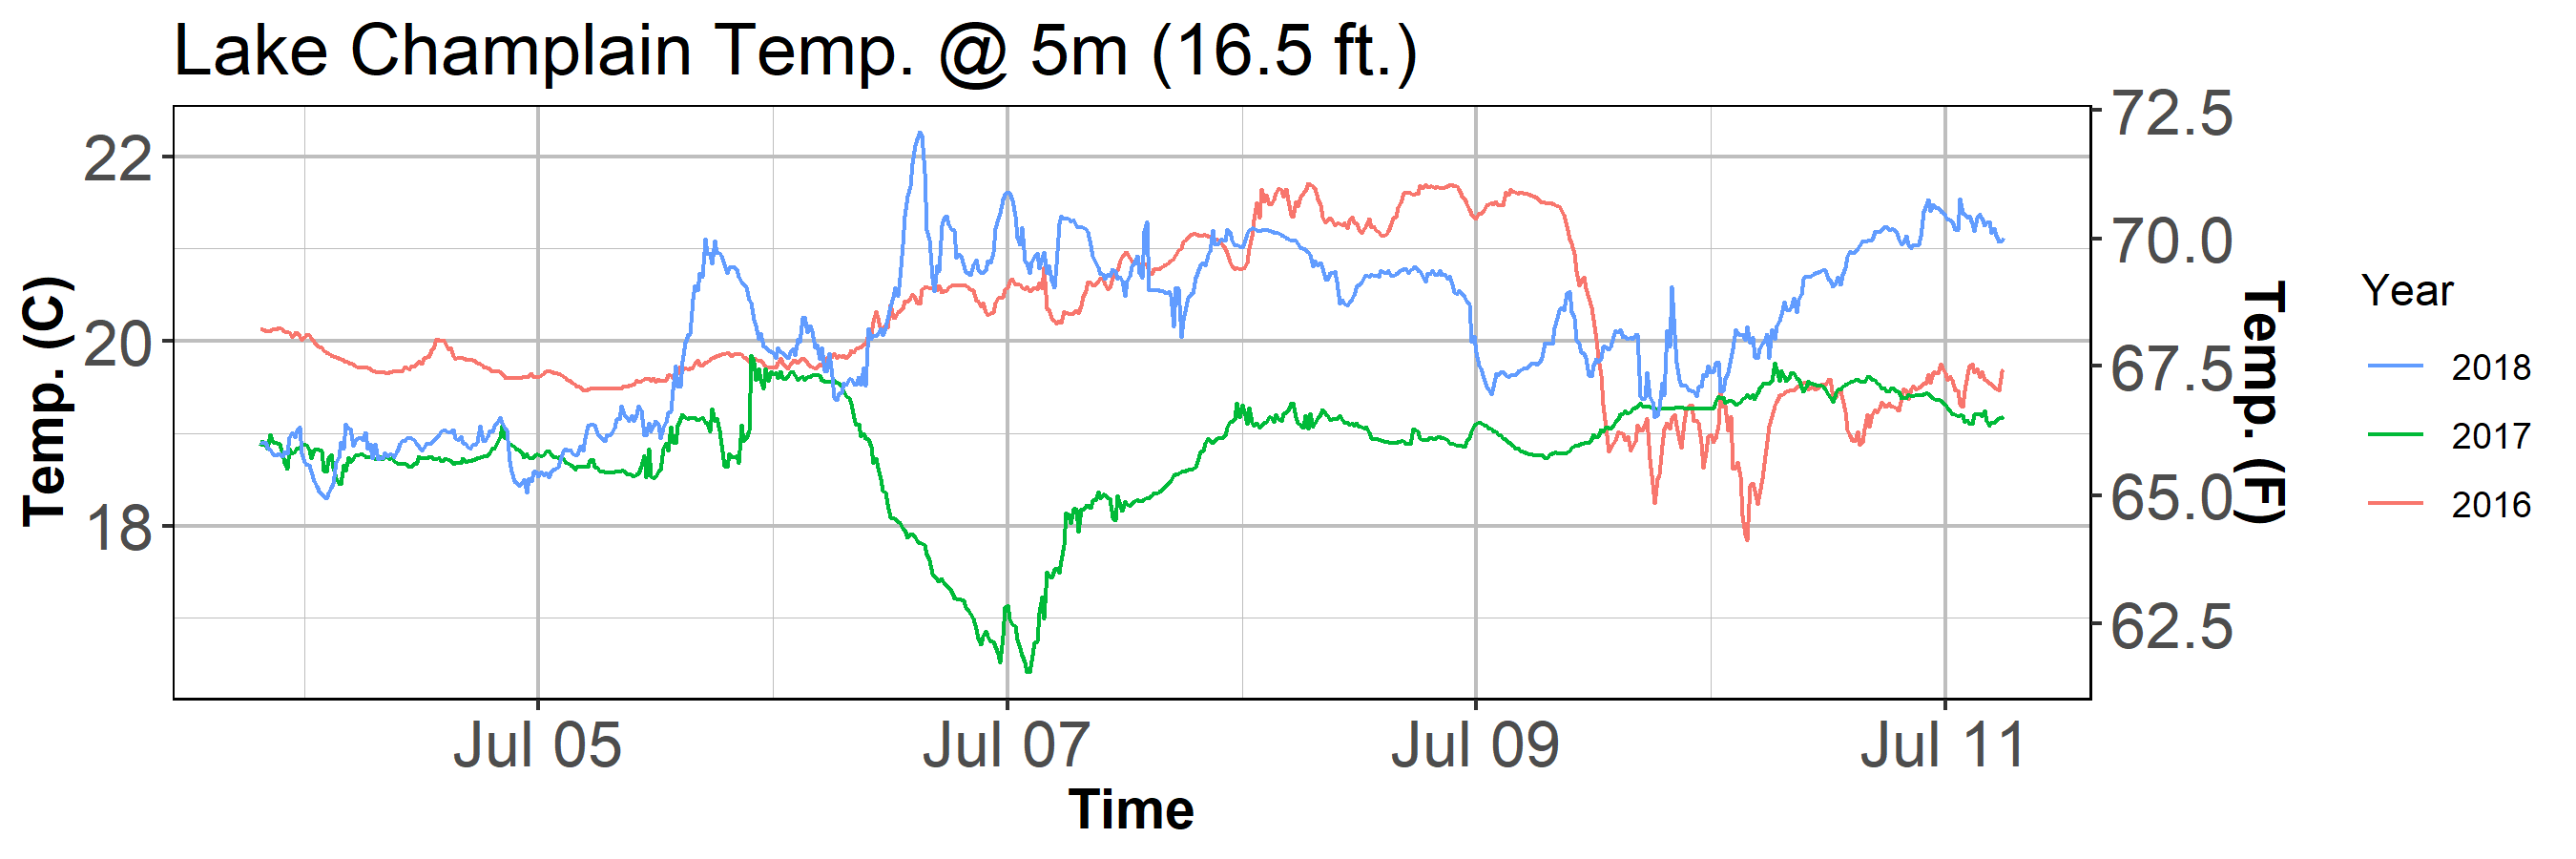 Lake Champlain Temp. @ 5m (16.5 ft.)
Temp. (C)
22
20
18
72.5
70.0
67.5
65.0
62.5
Temp. (F)
Jul 05
Jul 07
Jul 09
Jul 11
Time
Year
2018
2017
2016